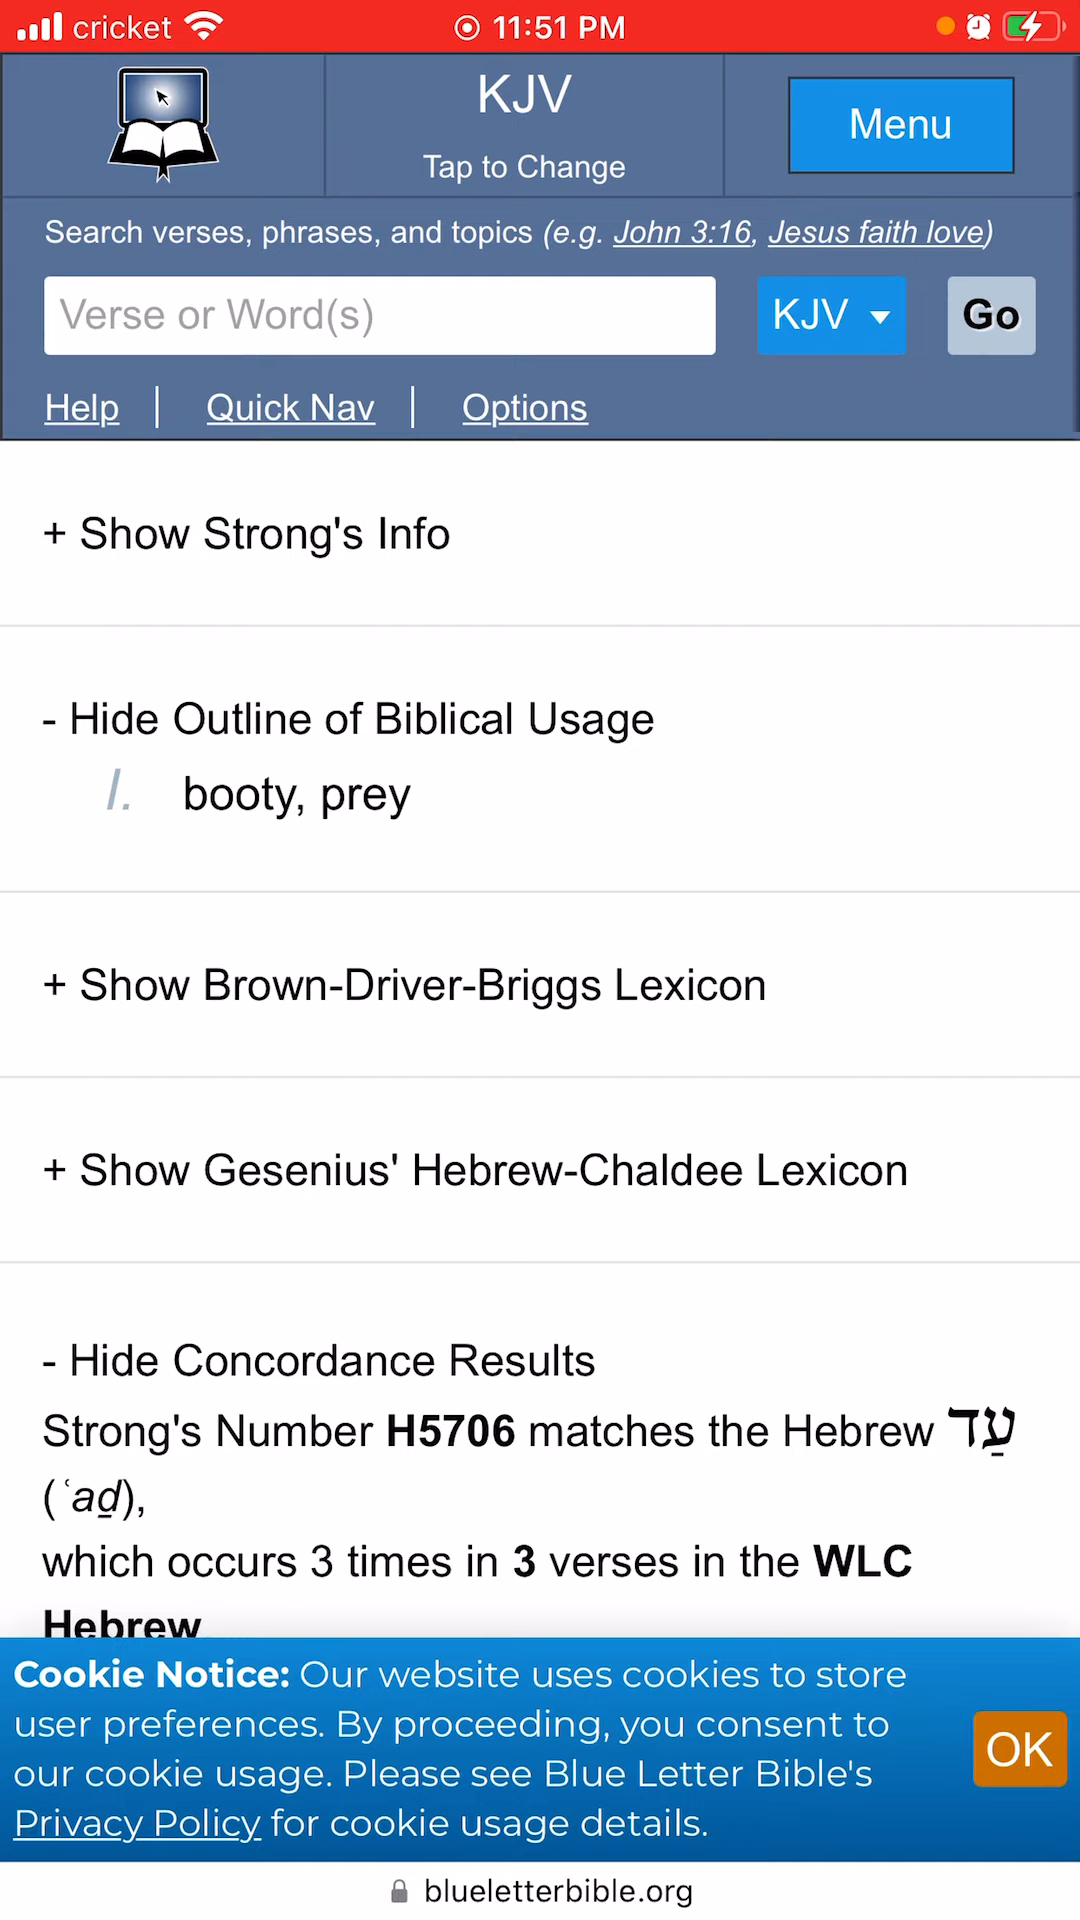 cricket 11:51 PM
KJV
Tap to Change
Menu
Search verses, phrases, and topics (e.g. John 3:16, Jesus faith love)
Verse or Word(s) KJV Go
Help | Quick Nav | Options
+ Show Strong's Info
- Hide Outline of Biblical Usage
I. booty, prey
+ Show Brown-Driver-Briggs Lexicon
+ Show Gesenius' Hebrew-Chaldee Lexicon
- Hide Concordance Results
Strong's Number H5706 matches the Hebrew עַד
(ʿaḏ),
which occurs 3 times in 3 verses in the WLC
Hebrew
Cookie Notice: Our website uses cookies to store
user preferences. By proceeding, you consent to
our cookie usage. Please see Blue Letter Bible's
Privacy Policy for cookie usage details.
OK
blueletterbible.org